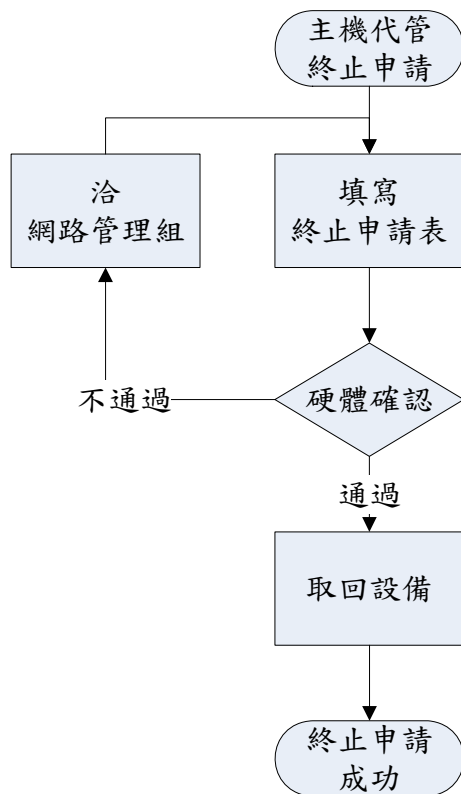 主機代管
終止申請
洽
網路管理組
填寫
終止申請表
硬體確認
不通過
通過
取回設備
終止申請
成功